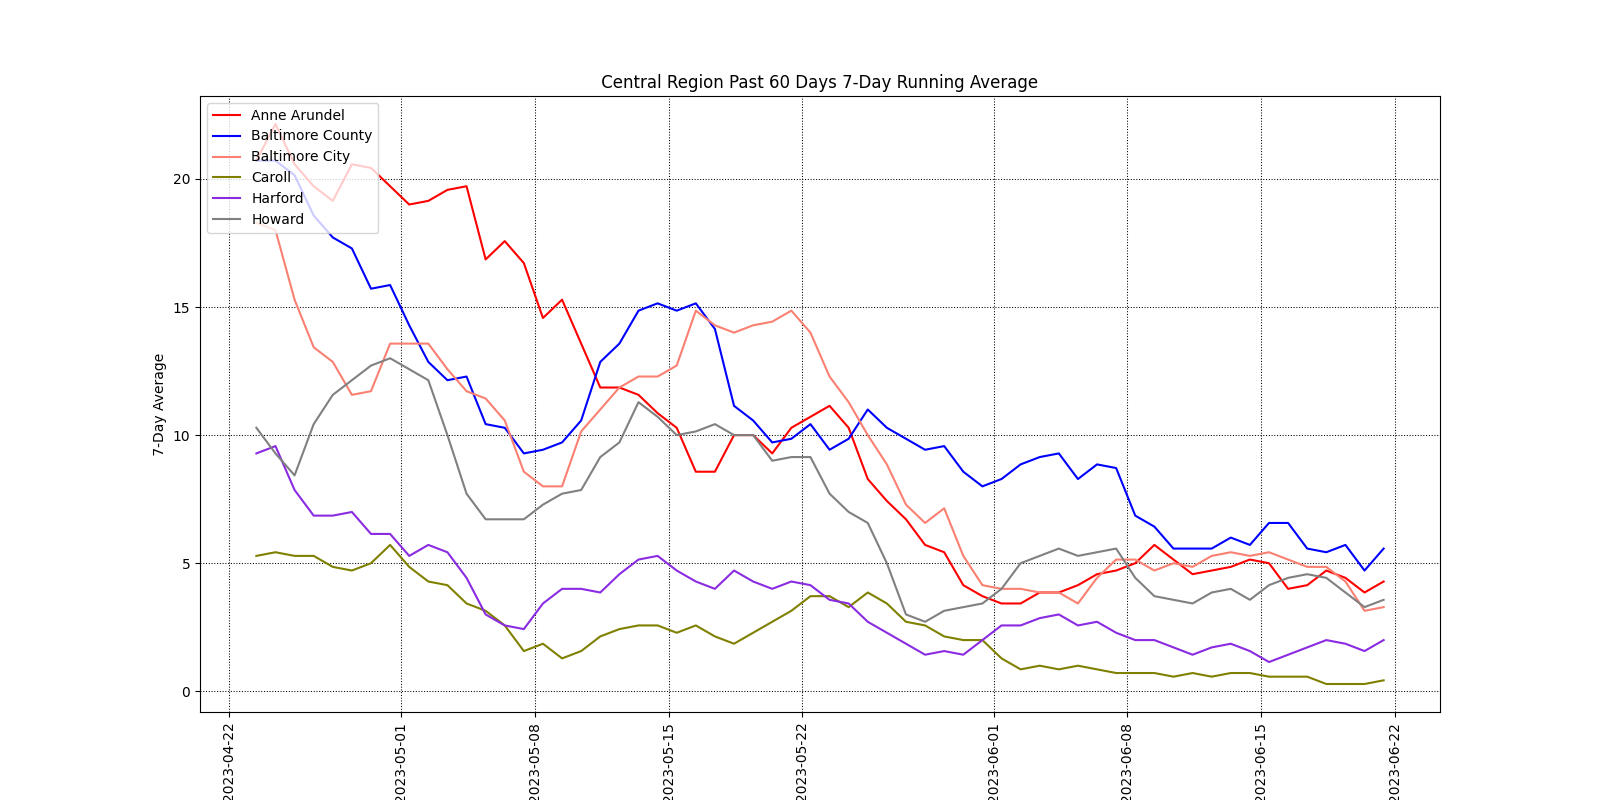 Central Region Past 60 Days 7-Day Running Average
Anne Arundel
Baltimore County
Baltimore City
Caroll
Harford
Howard
7-Day Average
20
15
10
5
0
2023-04-22
2023-05-01
2023-05-08
2023-05-15
2023-05-22
2023-06-01
2023-06-08
2023-06-15
2023-06-22